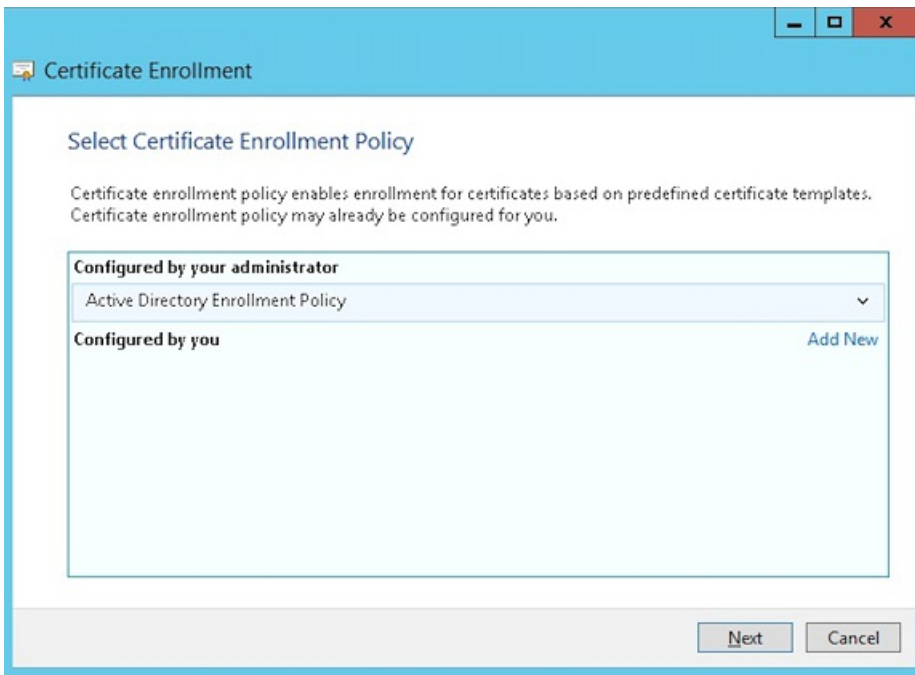 Certificate Enrollment
Select Certificate Enrollment Policy
Certificate enrollment policy enables enrollment for certificates based on predefined certificate templates.
Certificate enrollment policy may already be configured for you.
Configured by your administrator
Active Directory Enrollment Policy
Configured by you Add New
Next Cancel